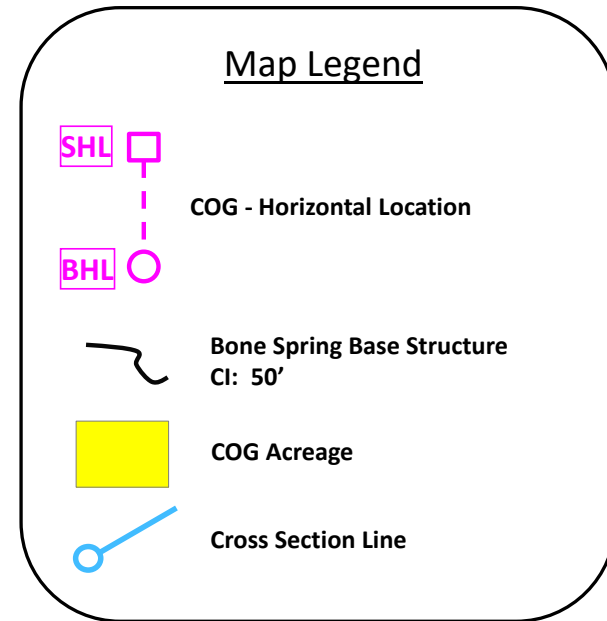 Map Legend
SHL
COG - Horizontal Location
BHL
Bone Spring Base Structure
CI: 50’
COG Acreage
Cross Section Line